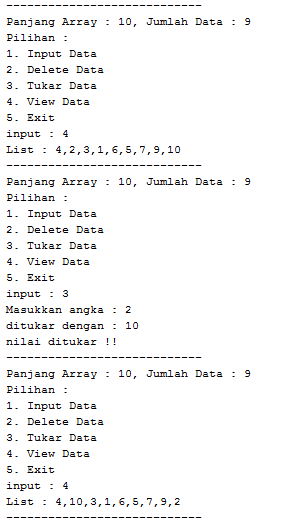 ----------------------------
Panjang Array : 10, Jumlah Data : 9
Pilihan :
1. Input Data
2. Delete Data
3. Tukar Data
4. View Data
5. Exit
input : 4
List : 4,2,3,1,6,5,7,9,10
----------------------------
Panjang Array : 10, Jumlah Data : 9
Pilihan :
1. Input Data
2. Delete Data
3. Tukar Data
4. View Data
5. Exit
input : 3
Masukkan angka : 2
ditukar dengan : 10
nilai ditukar !!
----------------------------
Panjang Array : 10, Jumlah Data : 9
Pilihan :
1. Input Data
2. Delete Data
3. Tukar Data
4. View Data
5. Exit
input : 4
List : 4,10,3,1,6,5,7,9,2
----------------------------